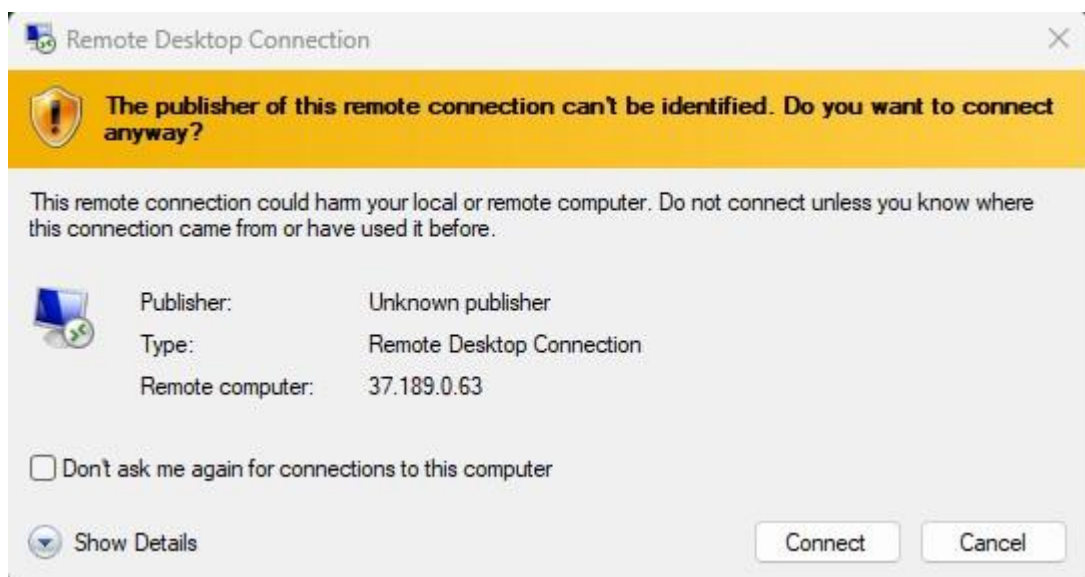 Remote Desktop Connection
The publisher of this remote connection can't be identified. Do you want to connect
anyway?
This remote connection could harm your local or remote computer. Do not connect unless you know where
this connection came from or have used it before.
Publisher: Unknown publisher
Type: Remote Desktop Connection
Remote computer: 37.189.0.63
Don't ask me again for connections to this computer
Show Details Connect Cancel